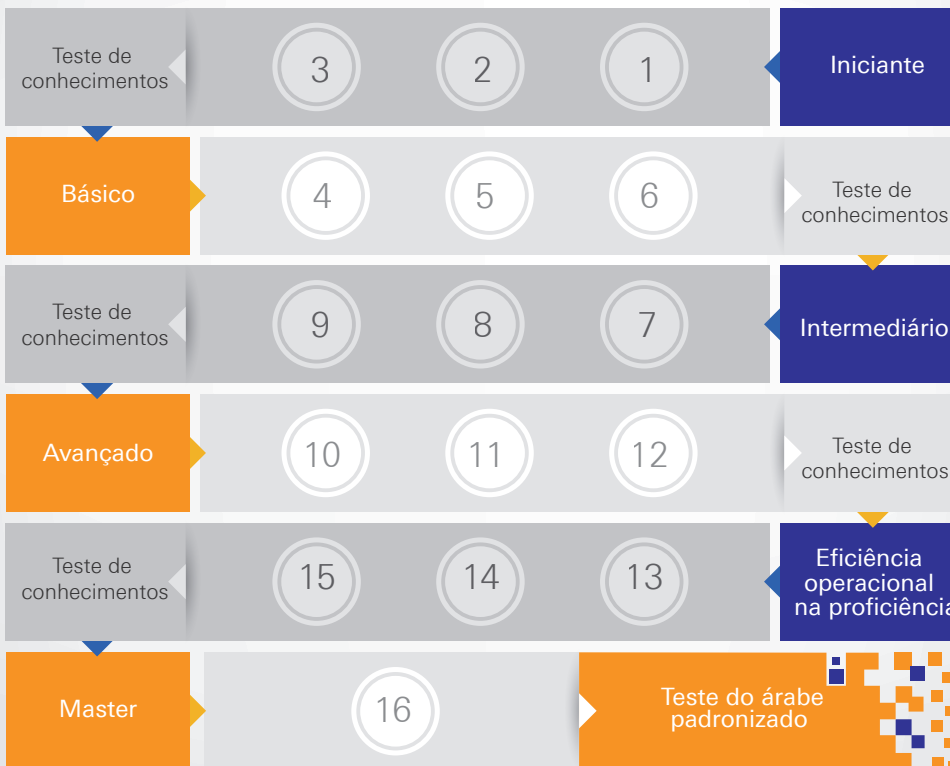 Iniciante
1
2
3
Teste de
conhecimentos
Básico
4
5
6
Teste de
conhecimentos
Intermediário
7
8
9
Teste de
conhecimentos
Avançado
10
11
12
Teste de
conhecimentos
Eficiência
operacional
na proficiência
13
14
15
Teste de
conhecimentos
Master
16
Teste do árabe
padronizado